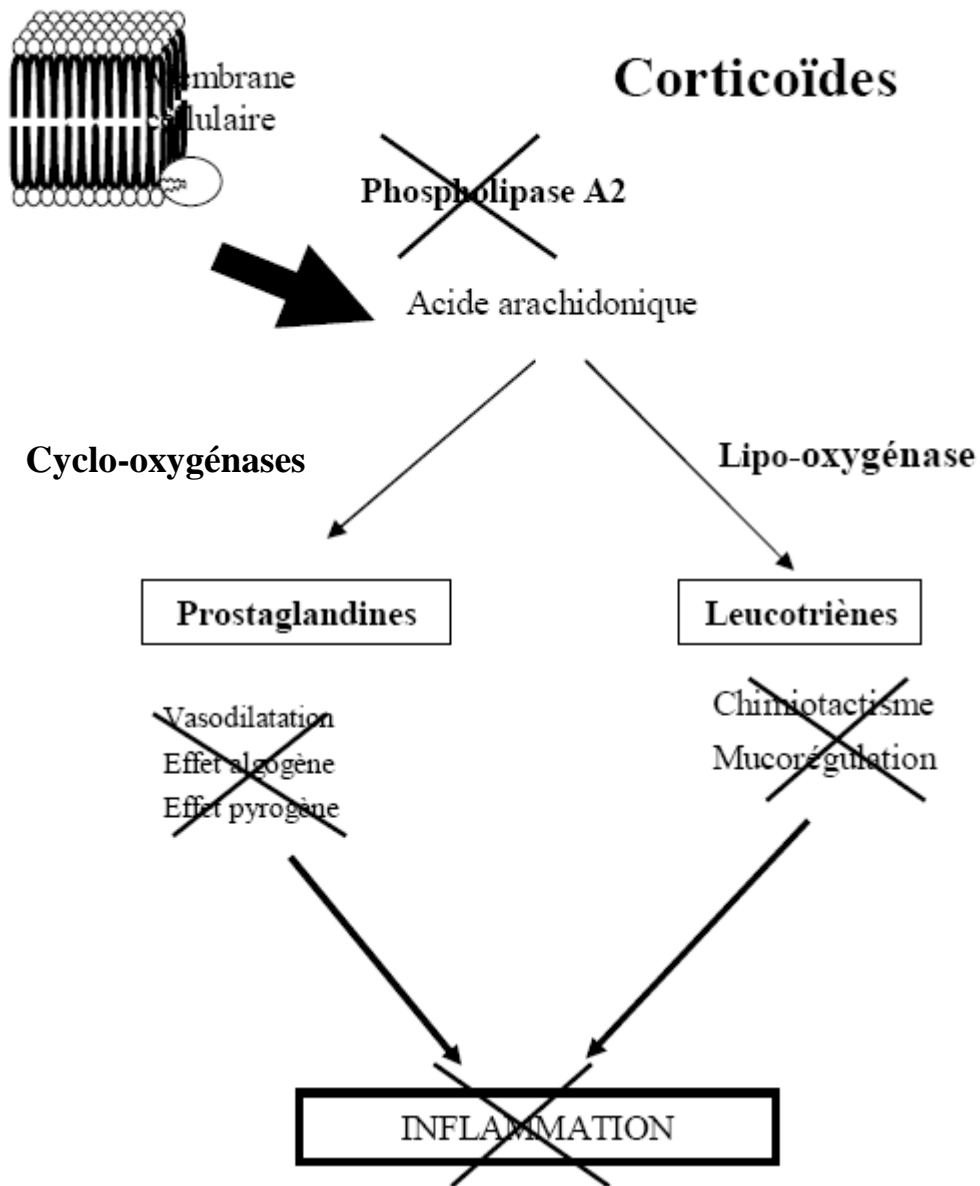 Corticoïdes
Membrane
cellulaire
Phospholipase A2
Acide arachidonique
Cyclo-oxygénases
Lipo-oxygénase
Prostaglandines
Leucotriènes
Vasodilatation
Effet algogène
Effet pyrogène
Chimiotactisme
Mucorégulation
INFLAMMATION